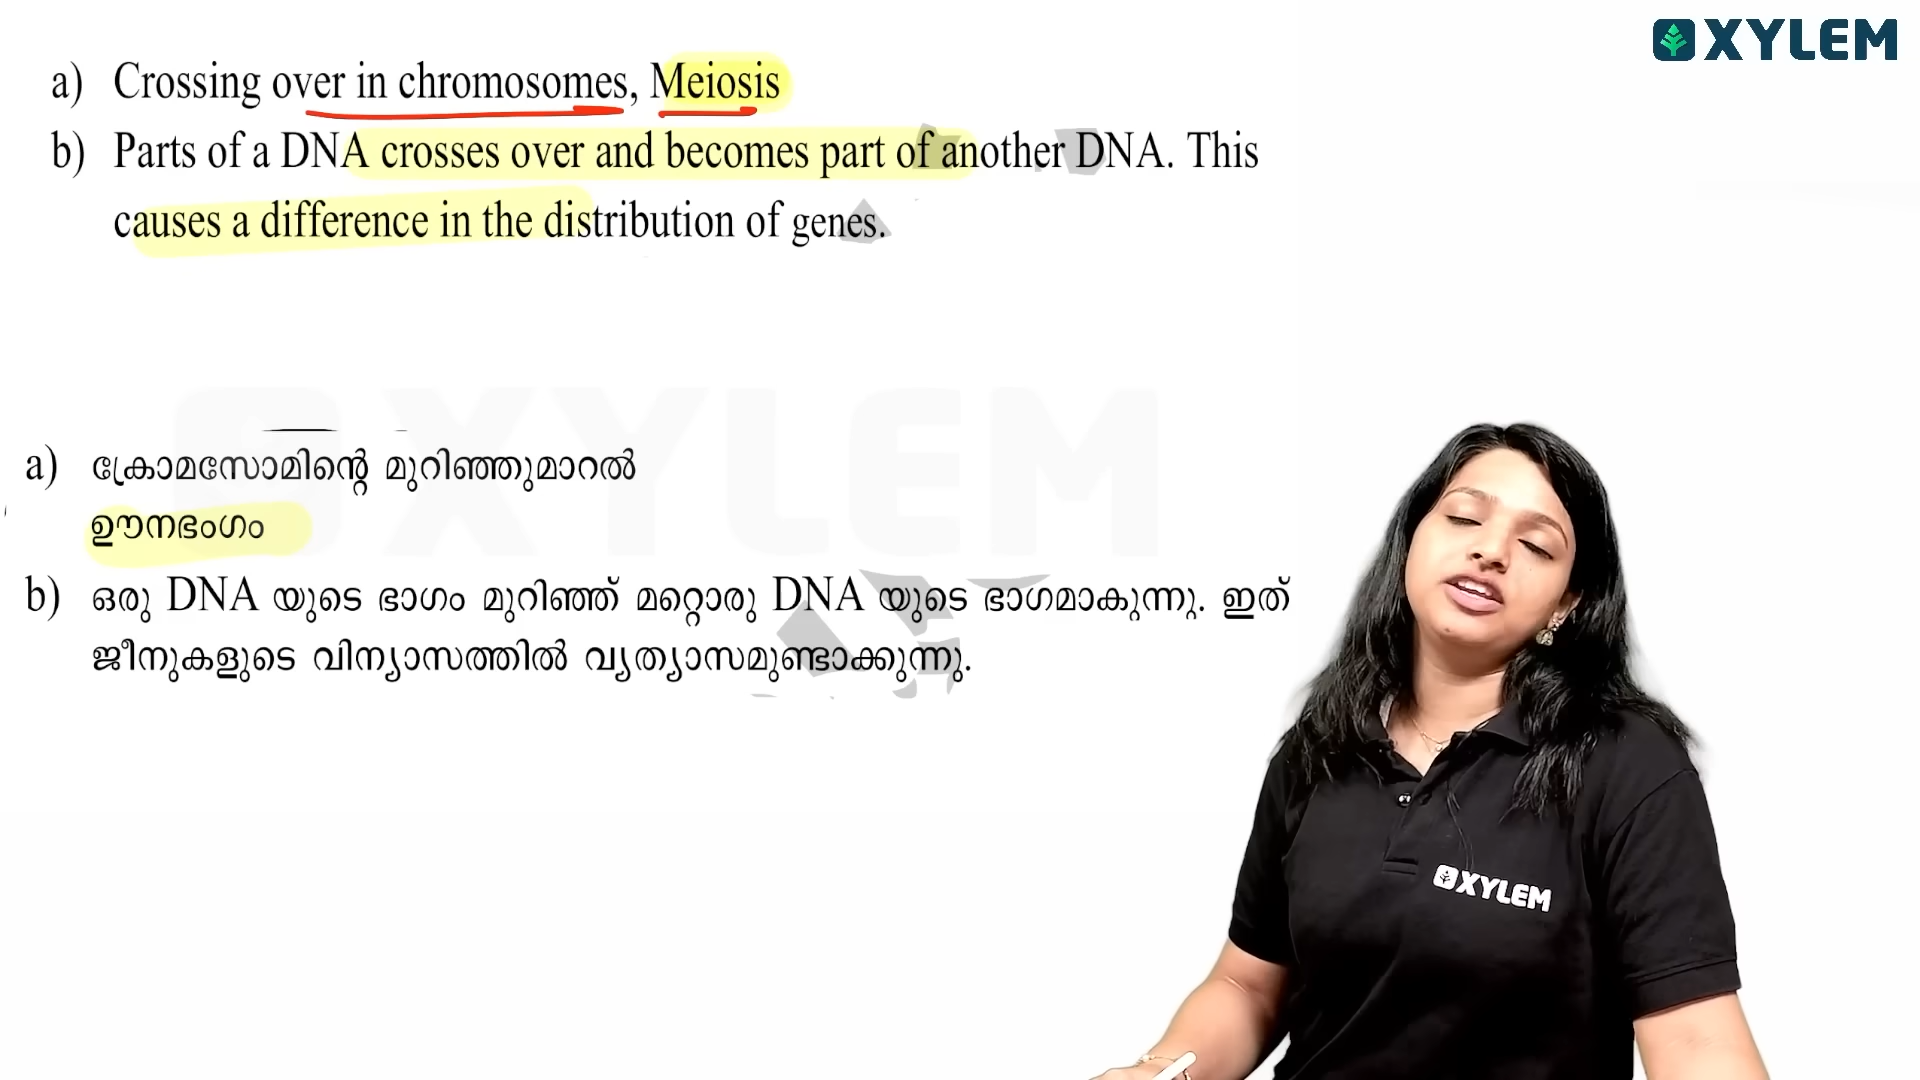 XYLEM
a) Crossing over in chromosomes, Meiosis
b) Parts of a DNA crosses over and becomes part of another DNA. This
causes a difference in the distribution of genes.
XYLEM
a) ക്രോമസോമിന്റെ മുറിഞ്ഞുമാറൽ
ഊനഭംഗം
b) ഒരു DNA യുടെ ഭാഗം മുറിഞ്ഞ് മറ്റൊരു DNA യുടെ ഭാഗമാകുന്നു. ഇത്
ജീനുകളുടെ വിന്യാസത്തിൽ വ്യത്യാസമുണ്ടാക്കുന്നു.
XYLEM